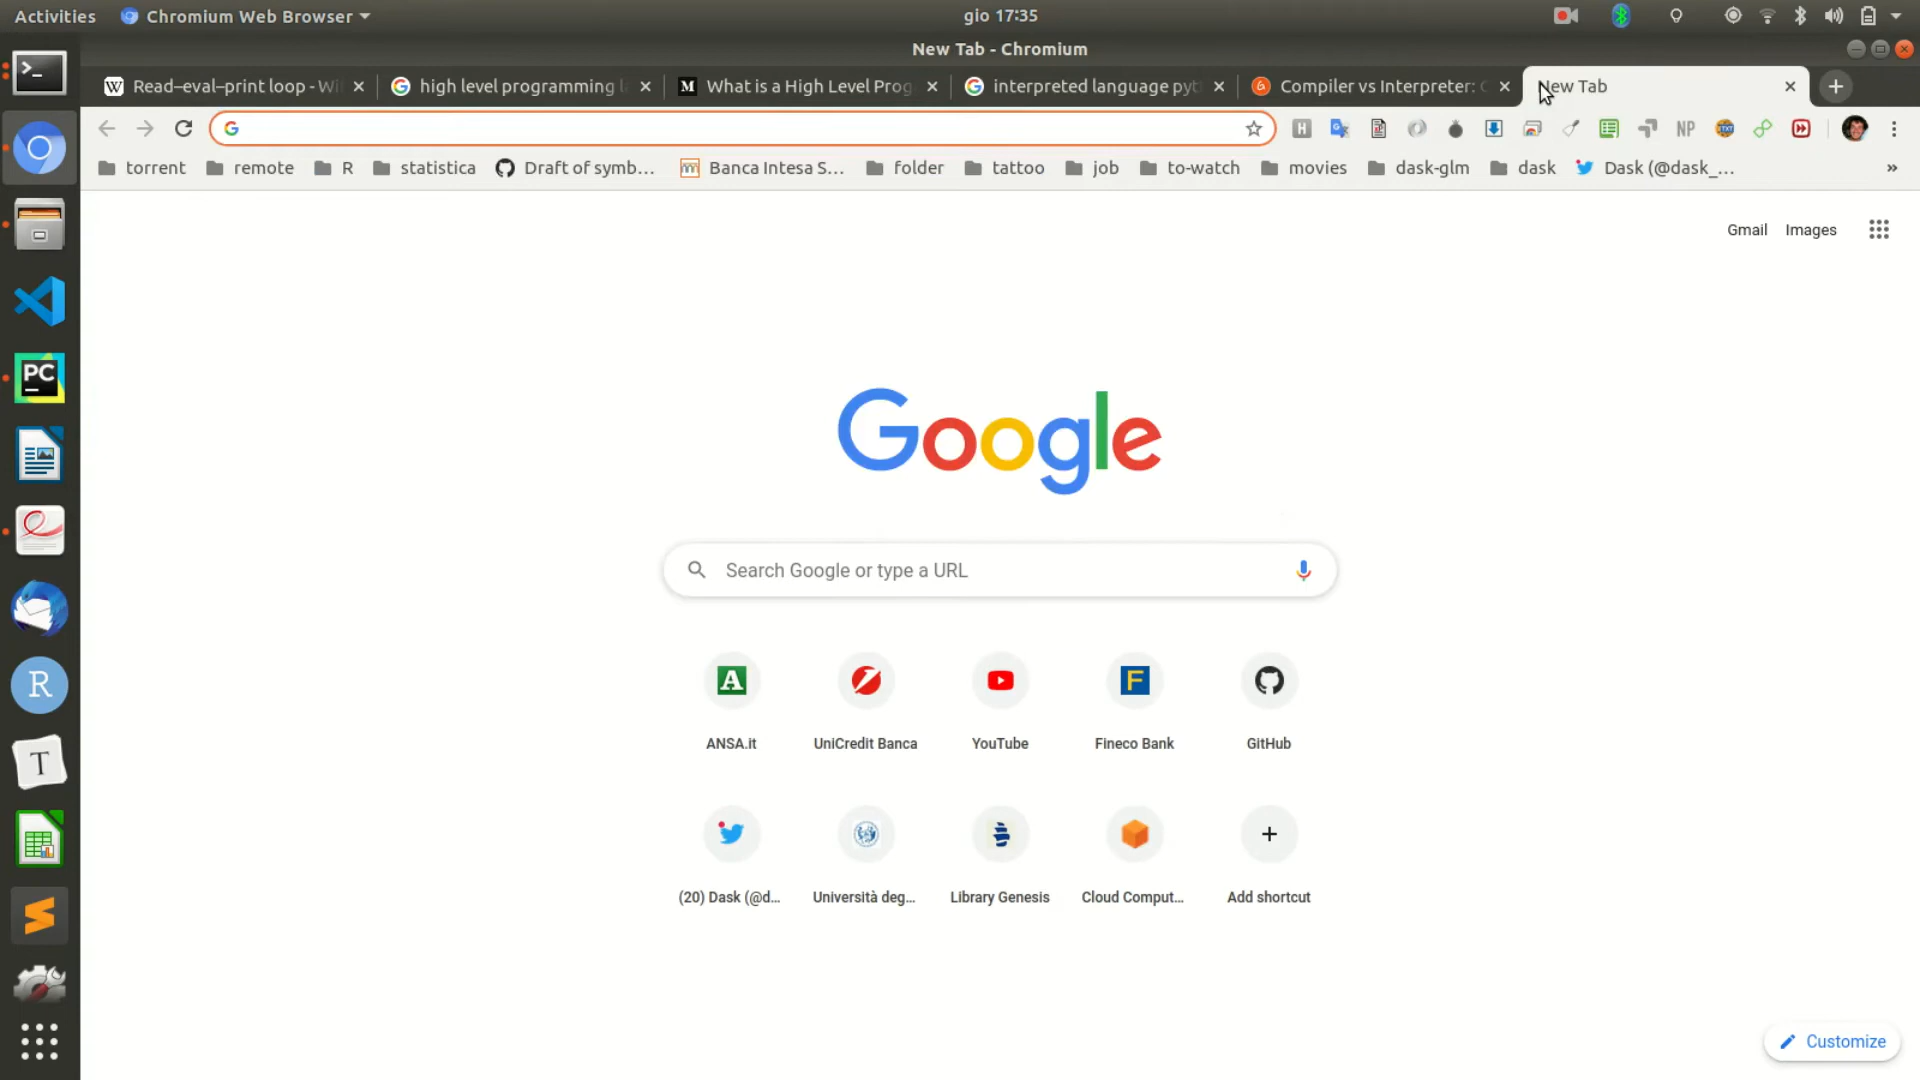 Activities Chromium Web Browser gio 17:35
New Tab - Chromium
W Read–eval–print loop - Wi high level programming l M What is a High Level Prog interpreted language pyt Compiler vs Interpreter: C New Tab
torrent remote R statistica Draft of symb... Banca Intesa S... folder tattoo job to-watch movies dask-glm dask Dask (@dask_... »
Gmail Images
PC
Google
Search Google or type a URL
R
T
A F
ANSA.it UniCredit Banca YouTube Fineco Bank GitHub
(20) Dask (@d... Università deg... Library Genesis Cloud Comput... Add shortcut
Customize
H NP TXT